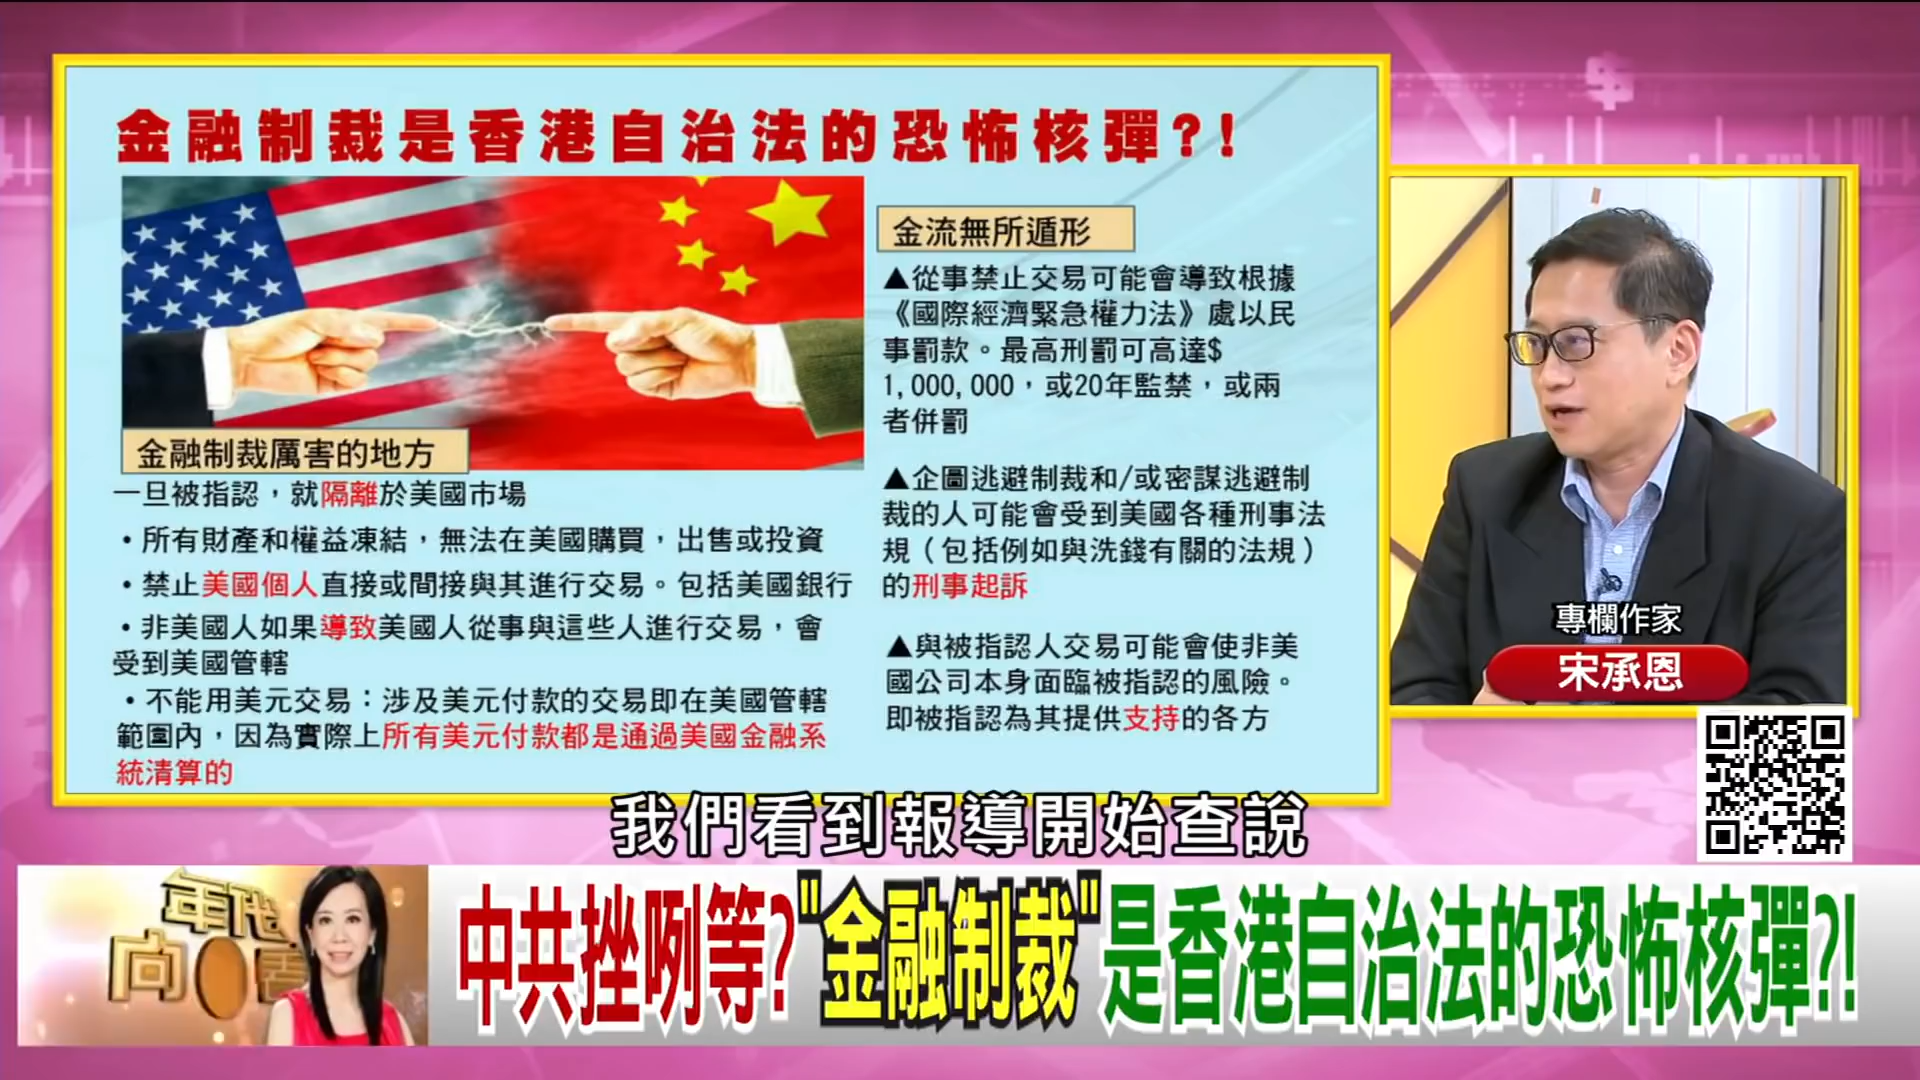 金融制裁是香港自治法的恐怖核彈?!
金融制裁厲害的地方
一旦被指認，就隔離於美國市場
・所有財產和權益凍結，無法在美國購買，出售或投資
・禁止美國個人直接或間接與其進行交易。包括美國銀行
・非美國人如果導致美國人從事與這些人進行交易，會
受到美國管轄
・不能用美元交易：涉及美元付款的交易即在美國管轄
範圍內，因為實際上所有美元付款都是通過美國金融系
統清算的
金流無所遁形
▲從事禁止交易可能會導致根據
《國際經濟緊急權力法》處以民
事罰款。最高刑罰可高達$
1,000,000，或20年監禁，或兩
者併罰
▲企圖逃避制裁和/或密謀逃避制
裁的人可能會受到美國各種刑事法
規（包括例如與洗錢有關的法規）
的刑事起訴
▲與被指認人交易可能會使非美
國公司本身面臨被指認的風險。
即被指認為其提供支持的各方
專欄作家
宋承恩
我們看到報導開始查說
年代
向
中共挫咧等?"金融制裁"是香港自治法的恐怖核彈?!